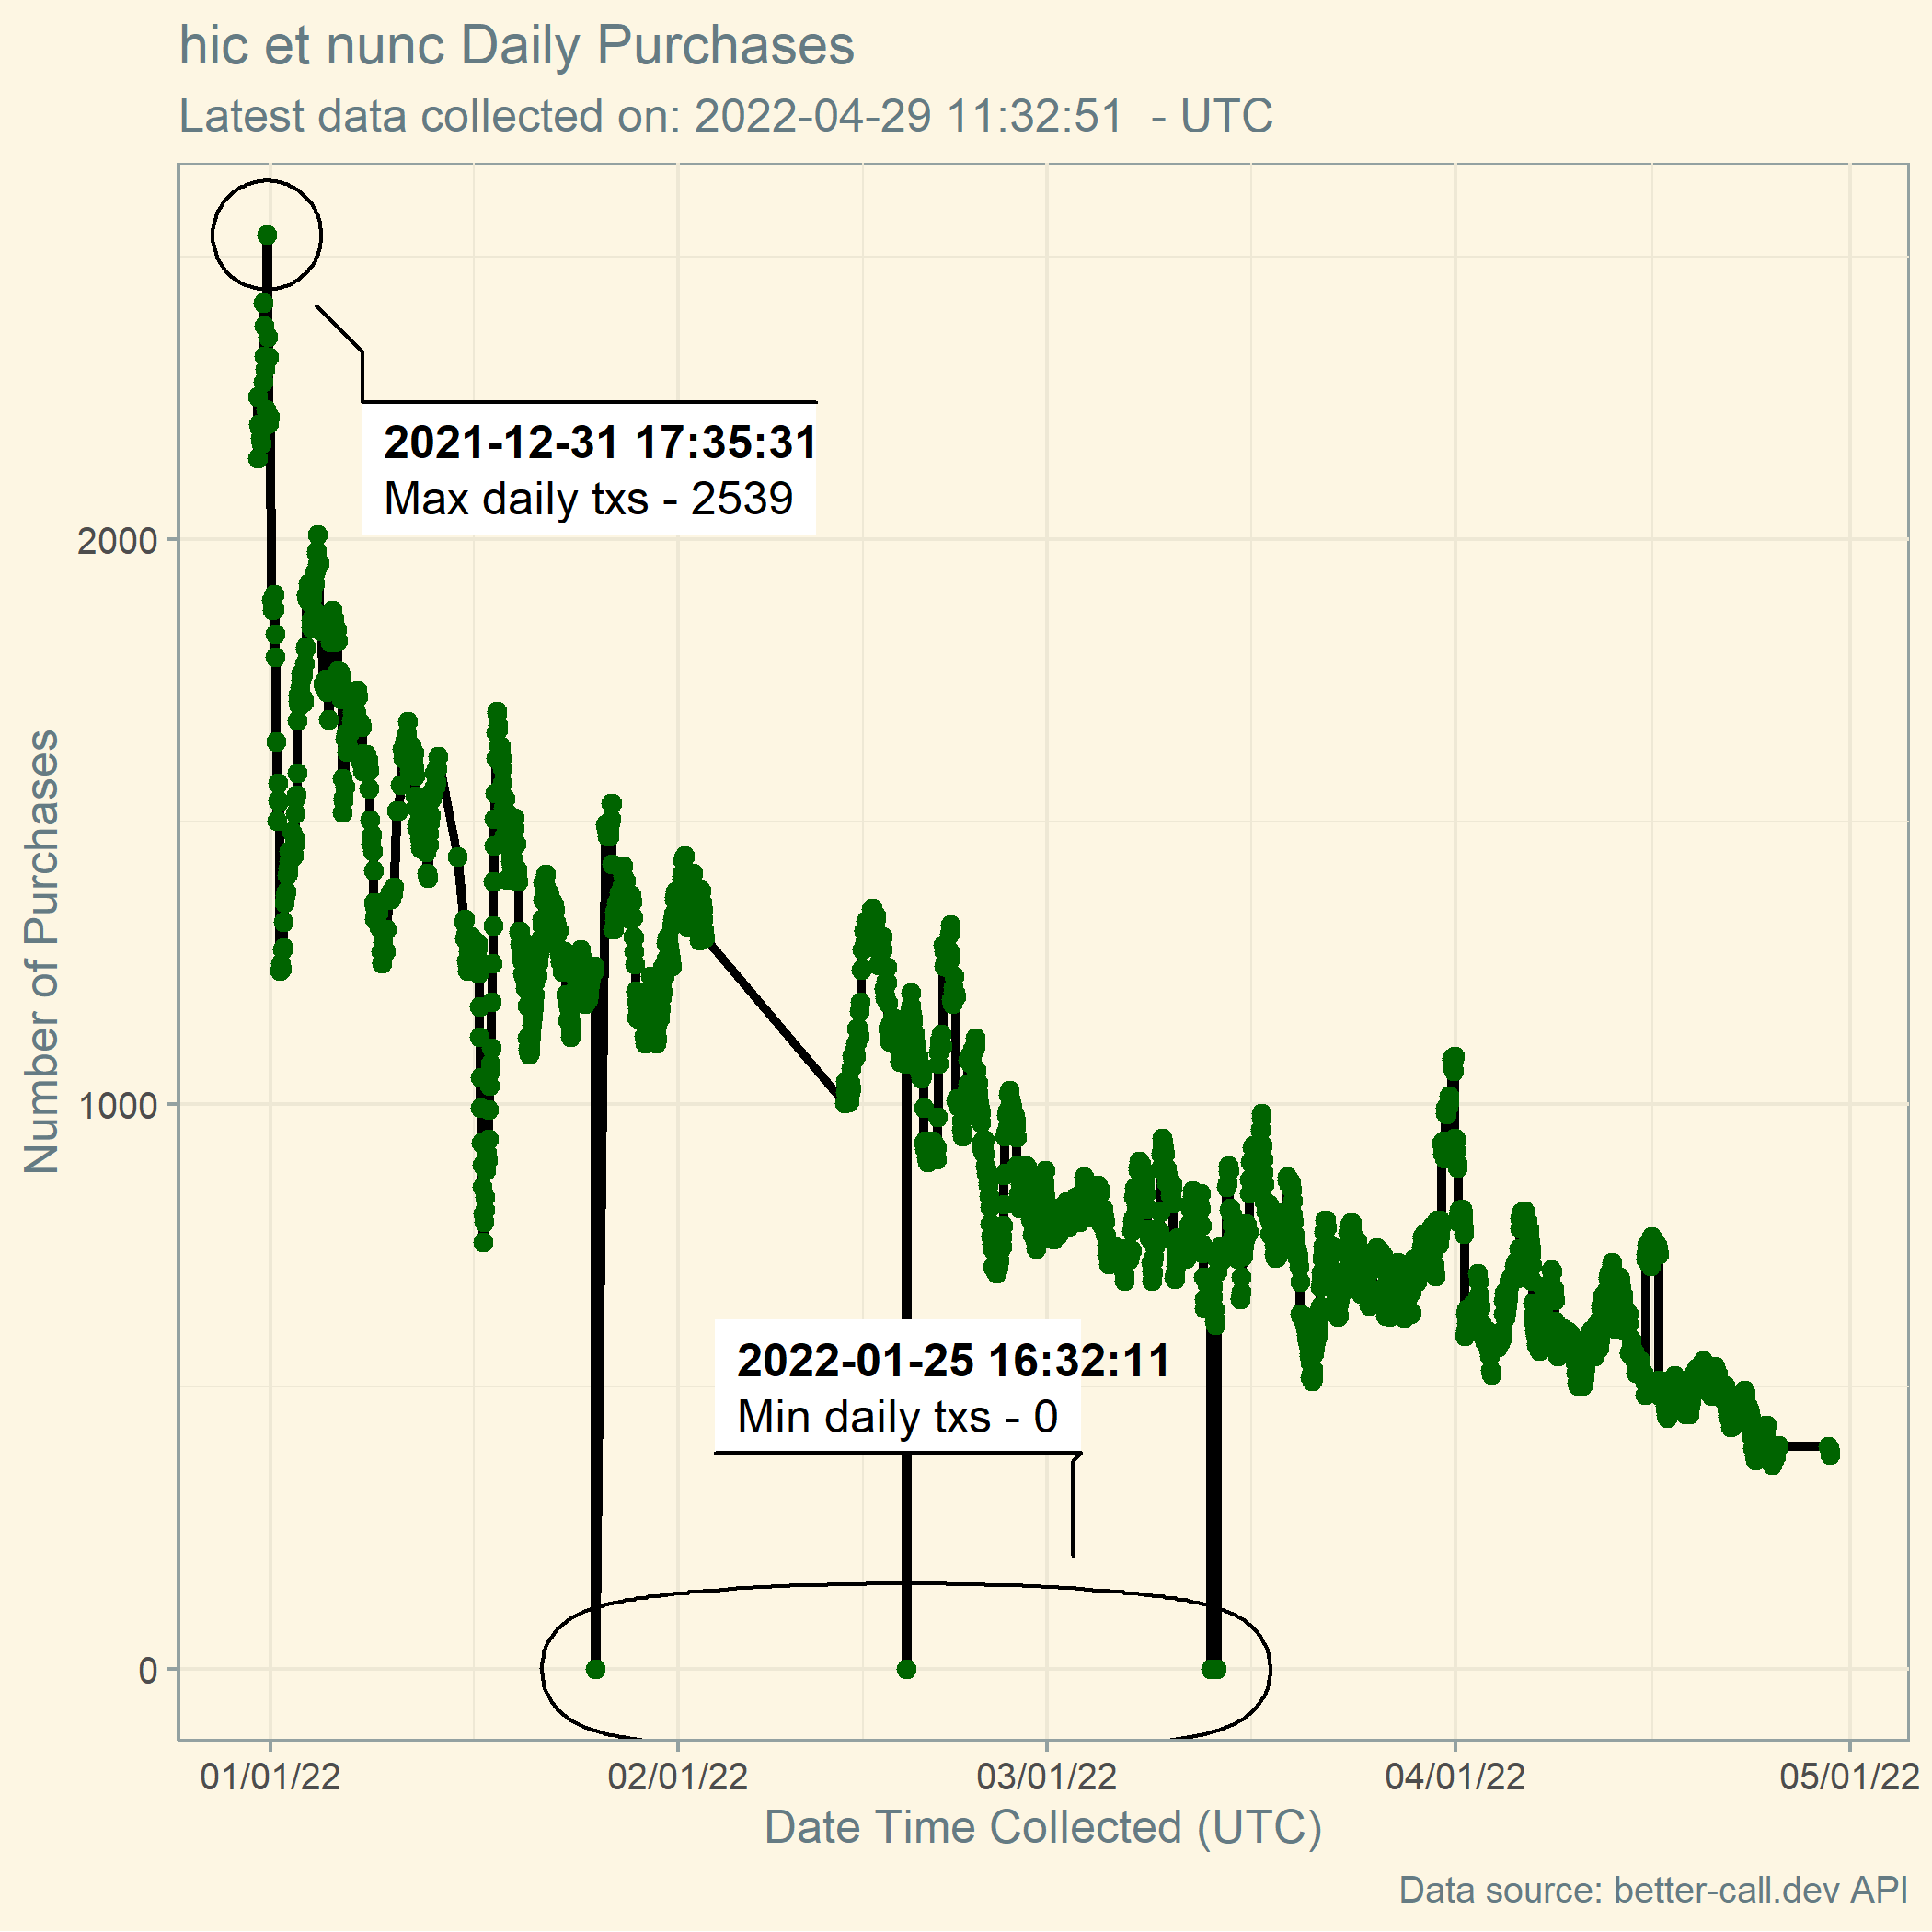 hic et nunc Daily Purchases
Latest data collected on: 2022-04-29 11:32:51 - UTC
2021-12-31 17:35:31
Max daily txs - 2539
Number of Purchases
2000
1000
0
2022-01-25 16:32:11
Min daily txs - 0
01/01/22 02/01/22 03/01/22 04/01/22 05/01/22
Date Time Collected (UTC)
Data source: better-call.dev API